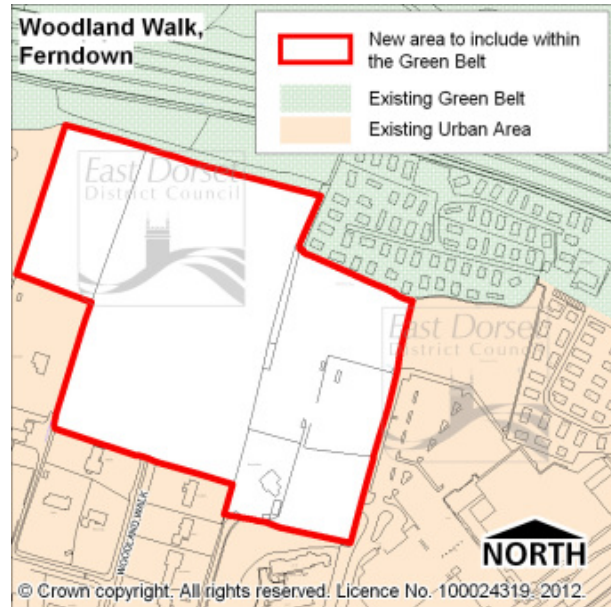 Woodland Walk,
Ferndown
New area to include within
the Green Belt
Existing Green Belt
Existing Urban Area
East Dorset
District Council
East Dorset
District Council
WOODLAND WALK
NORTH
© Crown copyright. All rights reserved. Licence No. 100024319. 2012.